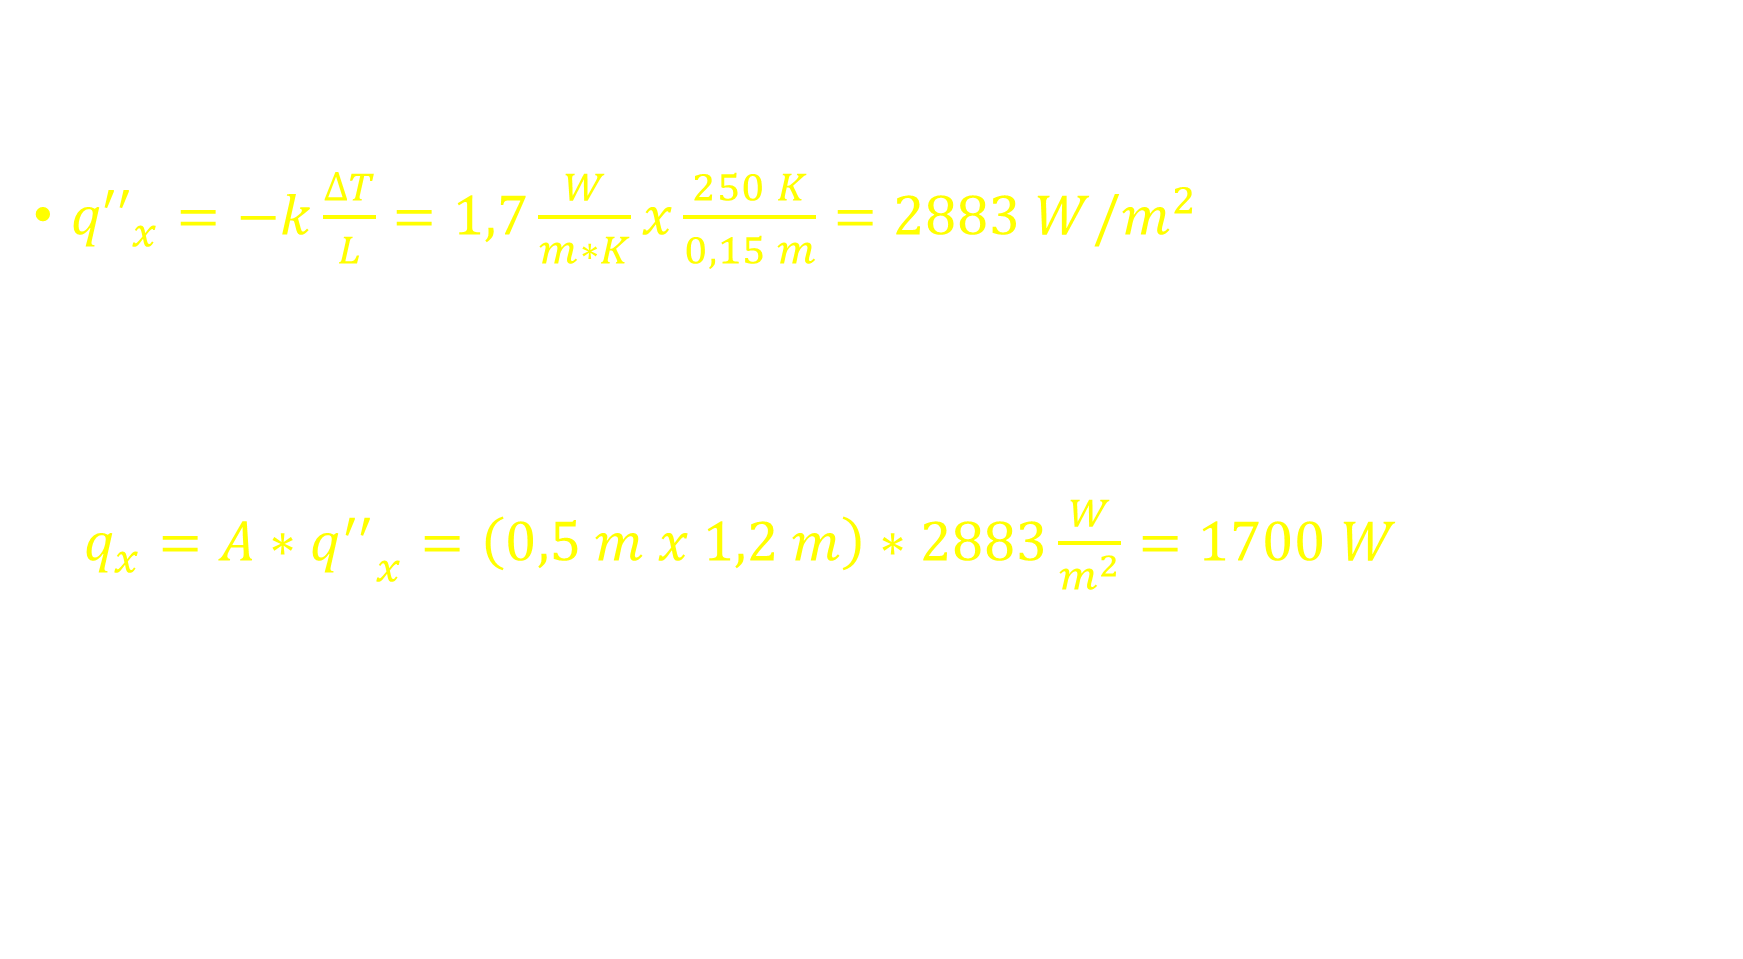 • q''ₓ = −k ΔT/L = 1,7 W/(m∗K) x 250 K/0,15 m = 2883 W/m²
qₓ = A ∗ q''ₓ = (0,5 m x 1,2 m) ∗ 2883 W/m² = 1700 W